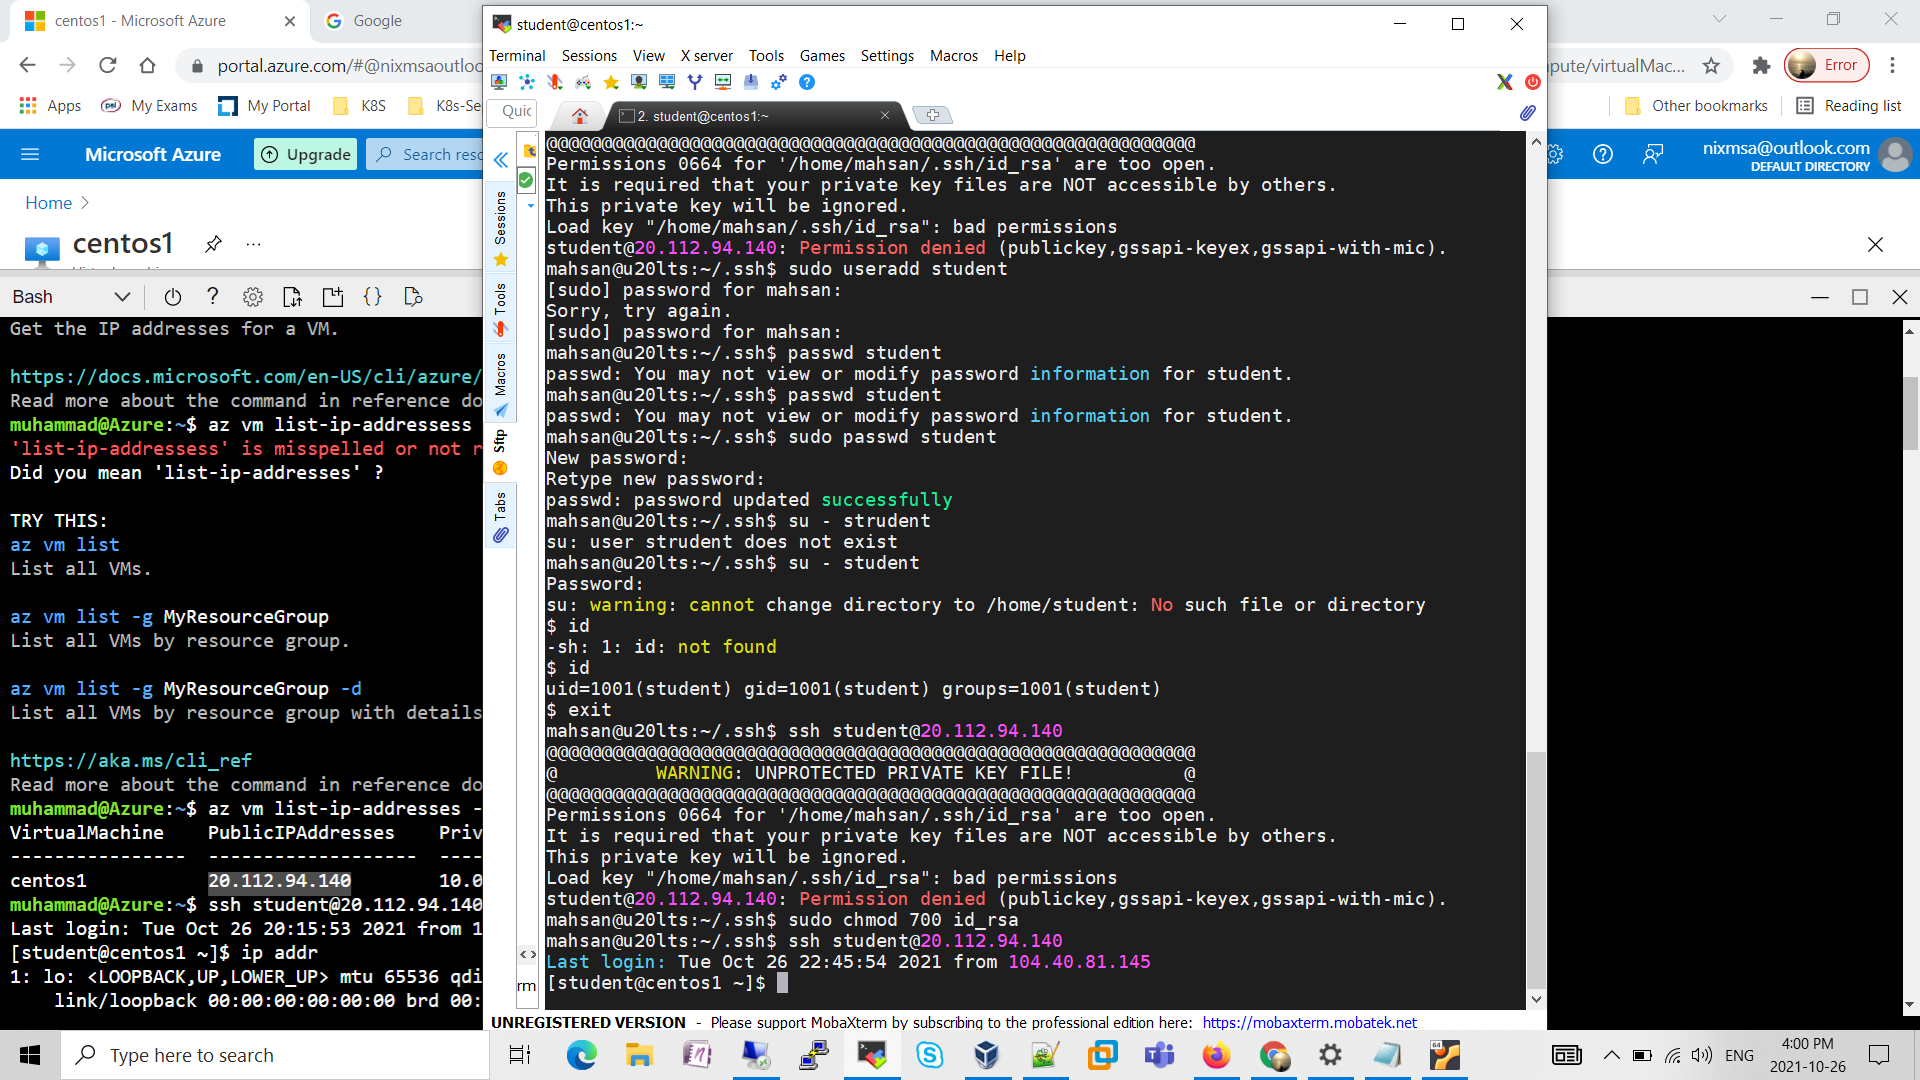 centos1 - Microsoft Azure
Google
student@centos1:~
portal.azure.com/#@nixmsaoutloo
pute/virtualMac...
Error
Terminal Sessions View X server Tools Games Settings Macros Help
Apps
My Exams
My Portal
K8S
K8s-Se
Other bookmarks
Reading list
Quic
2. student@centos1:~
Microsoft Azure
Upgrade
Search reso
nixmsa@outlook.com
DEFAULT DIRECTORY
Home >
centos1
...
Bash
Sessions
Tools
Macros
Sftp
Tabs
Get the IP addresses for a VM.
https://docs.microsoft.com/en-US/cli/azure/
Read more about the command in reference do
muhammad@Azure:~$ az vm list-ip-addressess
'list-ip-addressess' is misspelled or not r
Did you mean 'list-ip-addresses' ?
TRY THIS:
az vm list
List all VMs.
az vm list -g MyResourceGroup
List all VMs by resource group.
az vm list -g MyResourceGroup -d
List all VMs by resource group with details
https://aka.ms/cli_ref
Read more about the command in reference do
muhammad@Azure:~$ az vm list-ip-addresses -
VirtualMachine PublicIPAddresses Priv
---------------- ------------------- ----
centos1 20.112.94.140 10.0
muhammad@Azure:~$ ssh student@20.112.94.140
Last login: Tue Oct 26 20:15:53 2021 from 1
[student@centos1 ~]$ ip addr
1: lo: <LOOPBACK,UP,LOWER_UP> mtu 65536 qdi
link/loopback 00:00:00:00:00:00 brd 00:
@@@@@@@@@@@@@@@@@@@@@@@@@@@@@@@@@@@@@@@@@@@@@@@@@@@@@@@@@@@
Permissions 0664 for '/home/mahsan/.ssh/id_rsa' are too open.
It is required that your private key files are NOT accessible by others.
This private key will be ignored.
Load key "/home/mahsan/.ssh/id_rsa": bad permissions
student@20.112.94.140: Permission denied (publickey,gssapi-keyex,gssapi-with-mic).
mahsan@u20lts:~/.ssh$ sudo useradd student
[sudo] password for mahsan:
Sorry, try again.
[sudo] password for mahsan:
mahsan@u20lts:~/.ssh$ passwd student
passwd: You may not view or modify password information for student.
mahsan@u20lts:~/.ssh$ passwd student
passwd: You may not view or modify password information for student.
mahsan@u20lts:~/.ssh$ sudo passwd student
New password:
Retype new password:
passwd: password updated successfully
mahsan@u20lts:~/.ssh$ su - strudent
su: user strudent does not exist
mahsan@u20lts:~/.ssh$ su - student
Password:
su: warning: cannot change directory to /home/student: No such file or directory
$ id
-sh: 1: id: not found
$ id
uid=1001(student) gid=1001(student) groups=1001(student)
$ exit
mahsan@u20lts:~/.ssh$ ssh student@20.112.94.140
@@@@@@@@@@@@@@@@@@@@@@@@@@@@@@@@@@@@@@@@@@@@@@@@@@@@@@@@@@@
@ WARNING: UNPROTECTED PRIVATE KEY FILE! @
@@@@@@@@@@@@@@@@@@@@@@@@@@@@@@@@@@@@@@@@@@@@@@@@@@@@@@@@@@@
Permissions 0664 for '/home/mahsan/.ssh/id_rsa' are too open.
It is required that your private key files are NOT accessible by others.
This private key will be ignored.
Load key "/home/mahsan/.ssh/id_rsa": bad permissions
student@20.112.94.140: Permission denied (publickey,gssapi-keyex,gssapi-with-mic).
mahsan@u20lts:~/.ssh$ sudo chmod 700 id_rsa
mahsan@u20lts:~/.ssh$ ssh student@20.112.94.140
Last login: Tue Oct 26 22:45:54 2021 from 104.40.81.145
[student@centos1 ~]$
rm
UNREGISTERED VERSION - Please support MobaXterm by subscribing to the professional edition here: https://mobaxterm.mobatek.net
Type here to search
ENG
4:00 PM
2021-10-26